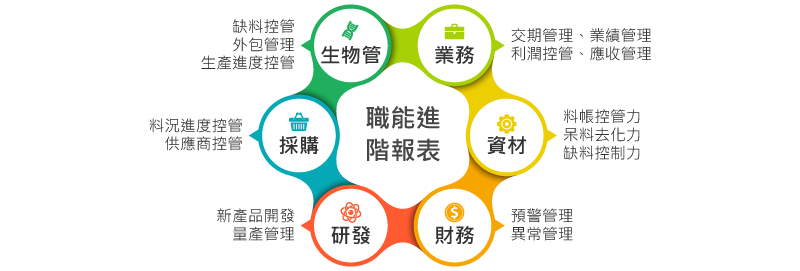 缺料控管
外包管理
生產進度控管
生物管
業務
交期管理、業績管理
利潤控管、應收管理
料況進度控管
供應商控管
採購
職能進
階報表
資材
料帳控管力
呆料去化力
缺料控制力
新產品開發
量產管理
研發
財務
預警管理
異常管理